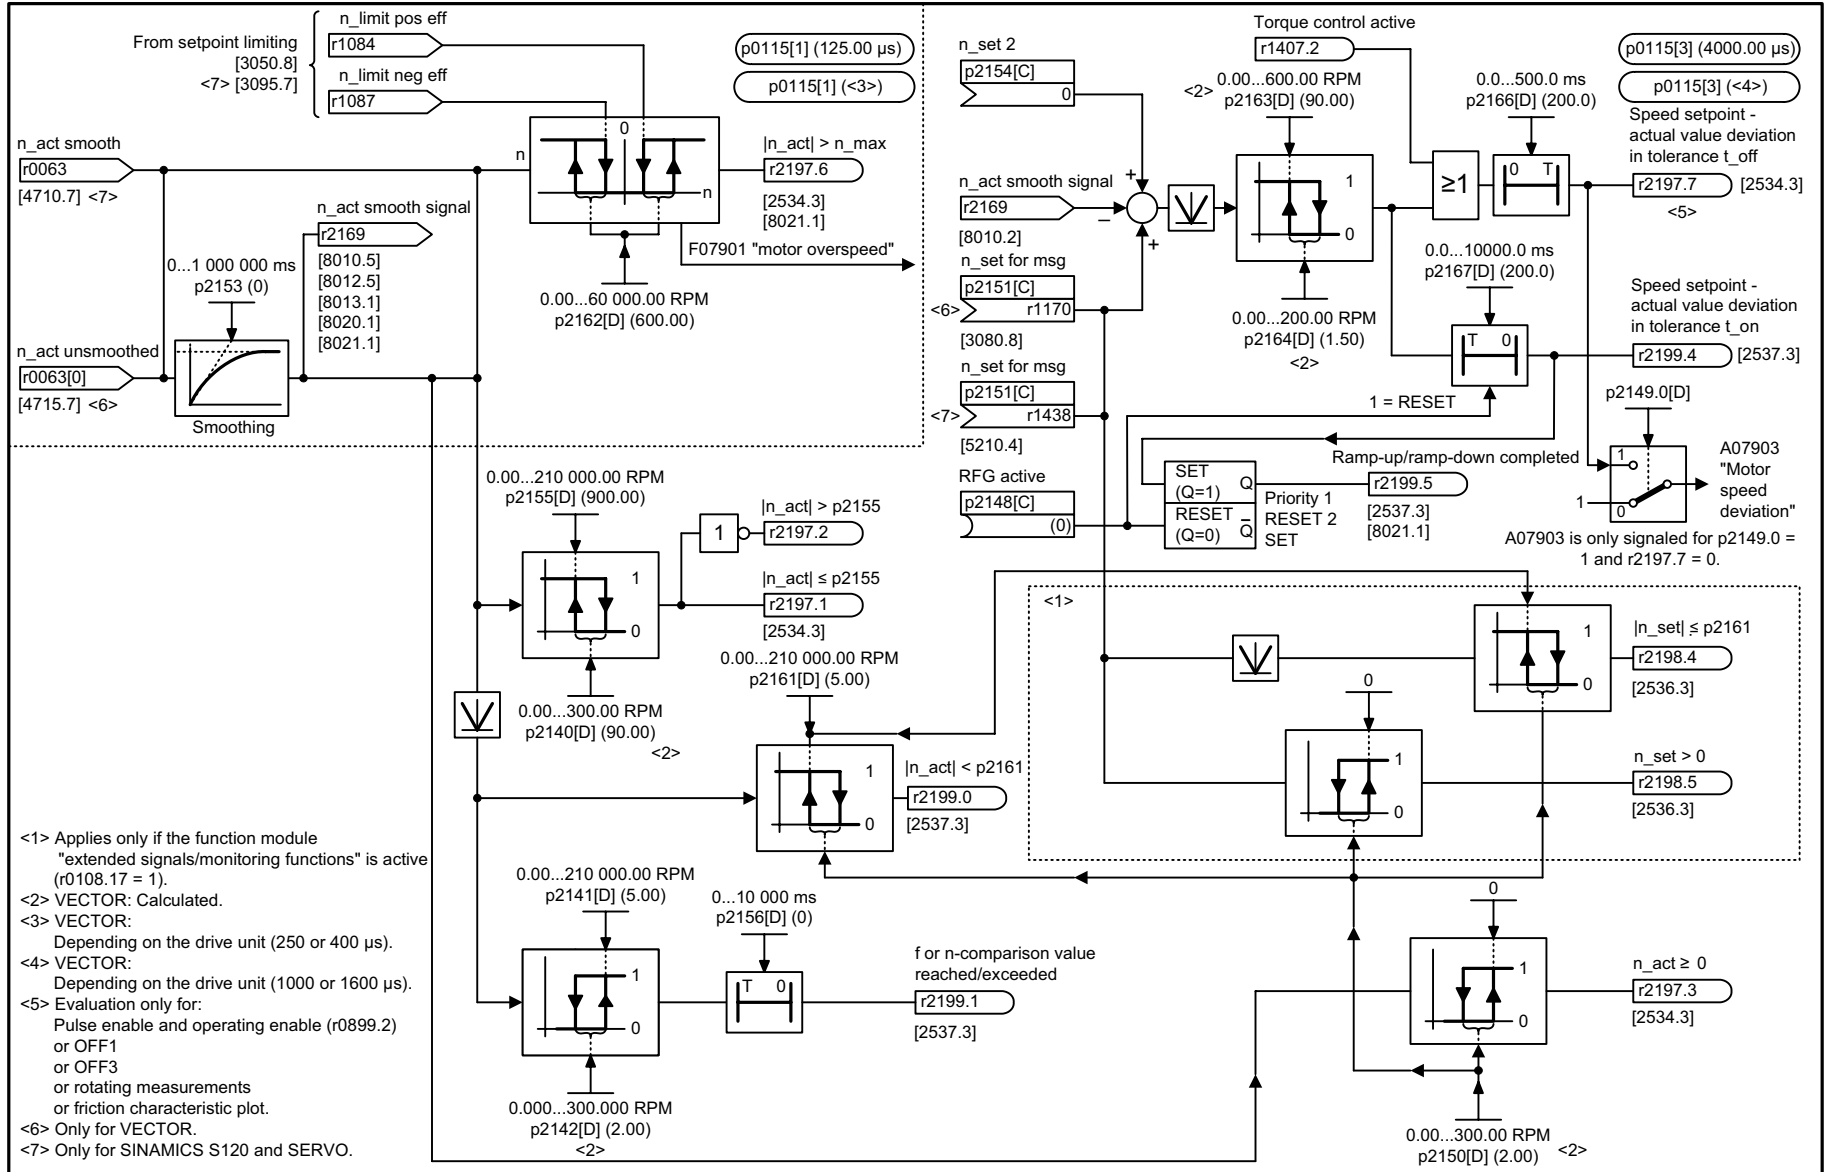 From setpoint limiting
[3050.8]
<7> [3095.7]
n_limit pos eff
r1084
n_limit neg eff
r1087
p0115[1] (125.00 µs)
p0115[1] (<3>)
n_act smooth
r0063
[4710.7] <7>
n
0
n
|n_act| > n_max
r2197.6
[2534.3]
[8021.1]
F07901 "motor overspeed"
0.00...60 000.00 RPM
p2162[D] (600.00)
n_act smooth signal
r2169
[8010.5]
[8012.5]
[8013.1]
[8020.1]
[8021.1]
0...1 000 000 ms
p2153 (0)
n_act unsmoothed
r0063[0]
[4715.7] <6>
Smoothing
n_set 2
p2154[C]
0
n_act smooth signal
r2169
[8010.2]
n_set for msg
p2151[C]
<6>
r1170
[3080.8]
n_set for msg
p2151[C]
<7>
r1438
[5210.4]
RFG active
p2148[C]
(0)
+
–
+
Torque control active
r1407.2
0.00...600.00 RPM
<2> p2163[D] (90.00)
1
0
0.00...200.00 RPM
p2164[D] (1.50)
<2>
≥1
0.0...500.0 ms
p2166[D] (200.0)
0 T
p0115[3] (4000.00 µs)
p0115[3] (<4>)
Speed setpoint -
actual value deviation
in tolerance t_off
r2197.7
[2534.3]
<5>
0.0...10000.0 ms
p2167[D] (200.0)
T 0
Speed setpoint -
actual value deviation
in tolerance t_on
r2199.4
[2537.3]
1 = RESET
SET
(Q=1)
Q
RESET
(Q=0)
Q̅
Priority 1
RESET 2
SET
Ramp-up/ramp-down completed
r2199.5
[2537.3]
[8021.1]
p2149.0[D]
1
1
0
A07903
"Motor
speed
deviation"
A07903 is only signaled for p2149.0 =
1 and r2197.7 = 0.
0.00...210 000.00 RPM
p2155[D] (900.00)
1
0
0.00...300.00 RPM
p2140[D] (90.00)
<2>
1
|n_act| > p2155
r2197.2
|n_act| ≤ p2155
r2197.1
[2534.3]
0.00...210 000.00 RPM
p2161[D] (5.00)
1
0
|n_act| < p2161
r2199.0
[2537.3]
<1>
1
0
|n_set| ≤ p2161
r2198.4
[2536.3]
0
1
0
n_set > 0
r2198.5
[2536.3]
0.00...210 000.00 RPM
p2141[D] (5.00)
1
0
0.000...300.000 RPM
p2142[D] (2.00)
<2>
0...10 000 ms
p2156[D] (0)
T 0
f or n-comparison value
reached/exceeded
r2199.1
[2537.3]
0
1
0
n_act ≥ 0
r2197.3
[2534.3]
0.00...300.00 RPM
p2150[D] (2.00)
<2>
<1> Applies only if the function module
"extended signals/monitoring functions" is active
(r0108.17 = 1).
<2> VECTOR: Calculated.
<3> VECTOR:
Depending on the drive unit (250 or 400 µs).
<4> VECTOR:
Depending on the drive unit (1000 or 1600 µs).
<5> Evaluation only for:
Pulse enable and operating enable (r0899.2)
or OFF1
or OFF3
or rotating measurements
or friction characteristic plot.
<6> Only for VECTOR.
<7> Only for SINAMICS S120 and SERVO.